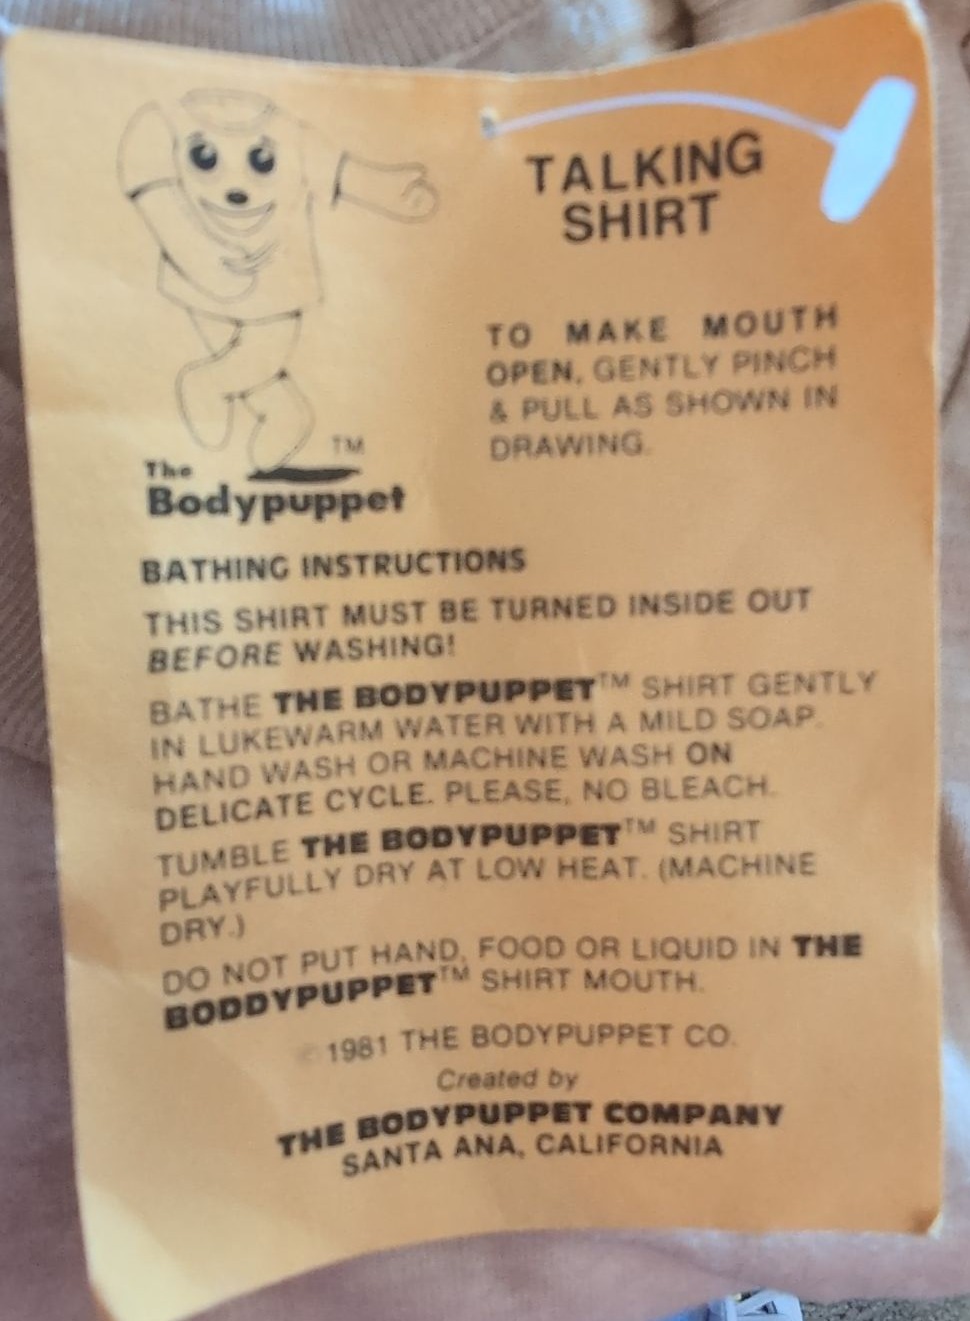 TALKING
SHIRT
TO MAKE MOUTH
OPEN, GENTLY PINCH
& PULL AS SHOWN IN
DRAWING.
TM
The
Bodypuppet
BATHING INSTRUCTIONS
THIS SHIRT MUST BE TURNED INSIDE OUT
BEFORE WASHING!
BATHE THE BODYPUPPET™ SHIRT GENTLY
IN LUKEWARM WATER WITH A MILD SOAP.
HAND WASH OR MACHINE WASH ON
DELICATE CYCLE. PLEASE, NO BLEACH.
TUMBLE THE BODYPUPPET™ SHIRT
PLAYFULLY DRY AT LOW HEAT. (MACHINE
DRY.)
DO NOT PUT HAND, FOOD OR LIQUID IN THE
BODDYPUPPET™ SHIRT MOUTH.
© 1981 THE BODYPUPPET CO.
Created by
THE BODYPUPPET COMPANY
SANTA ANA, CALIFORNIA